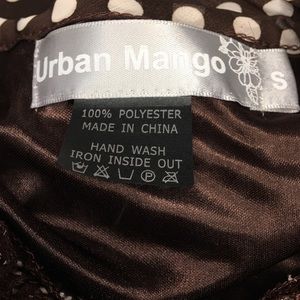 Urban Mango S
100% POLYESTER
MADE IN CHINA
HAND WASH
IRON INSIDE OUT